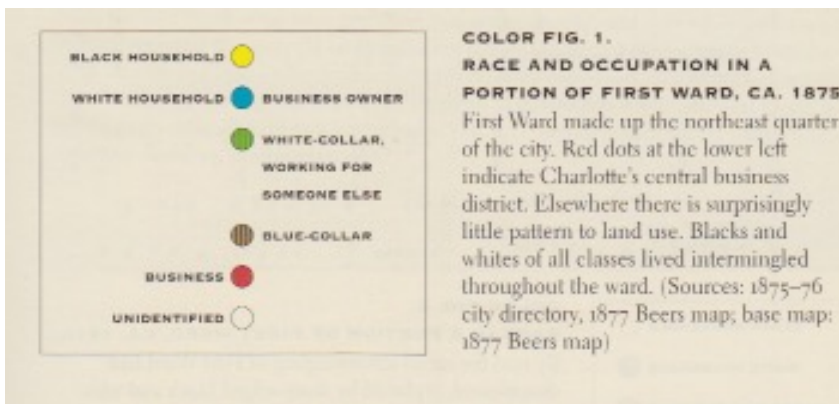 BLACK HOUSEHOLD
WHITE HOUSEHOLD BUSINESS OWNER
WHITE-COLLAR,
WORKING FOR
SOMEONE ELSE
BLUE-COLLAR
BUSINESS
UNIDENTIFIED
COLOR FIG. 1.
RACE AND OCCUPATION IN A
PORTION OF FIRST WARD, CA. 1875
First Ward made up the northeast quarter
of the city. Red dots at the lower left
indicate Charlotte's central business
district. Elsewhere there is surprisingly
little pattern to land use. Blacks and
whites of all classes lived intermingled
throughout the ward. (Sources: 1875–76
city directory, 1877 Beers map; base map:
1877 Beers map)